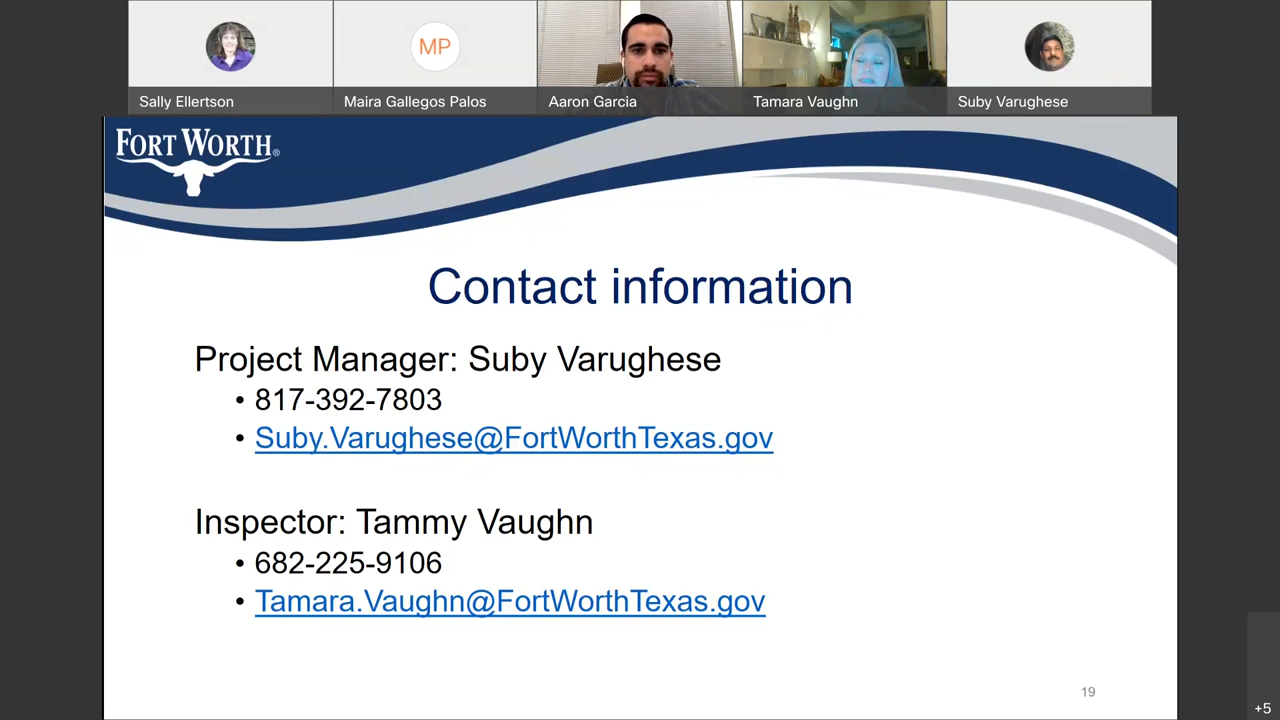 MP
Sally Ellertson
Maira Gallegos Palos
Aaron Garcia
Tamara Vaughn
Suby Varughese
FORT WORTH®
Contact information
Project Manager: Suby Varughese
• 817-392-7803
• Suby.Varughese@FortWorthTexas.gov
Inspector: Tammy Vaughn
• 682-225-9106
• Tamara.Vaughn@FortWorthTexas.gov
19
+5